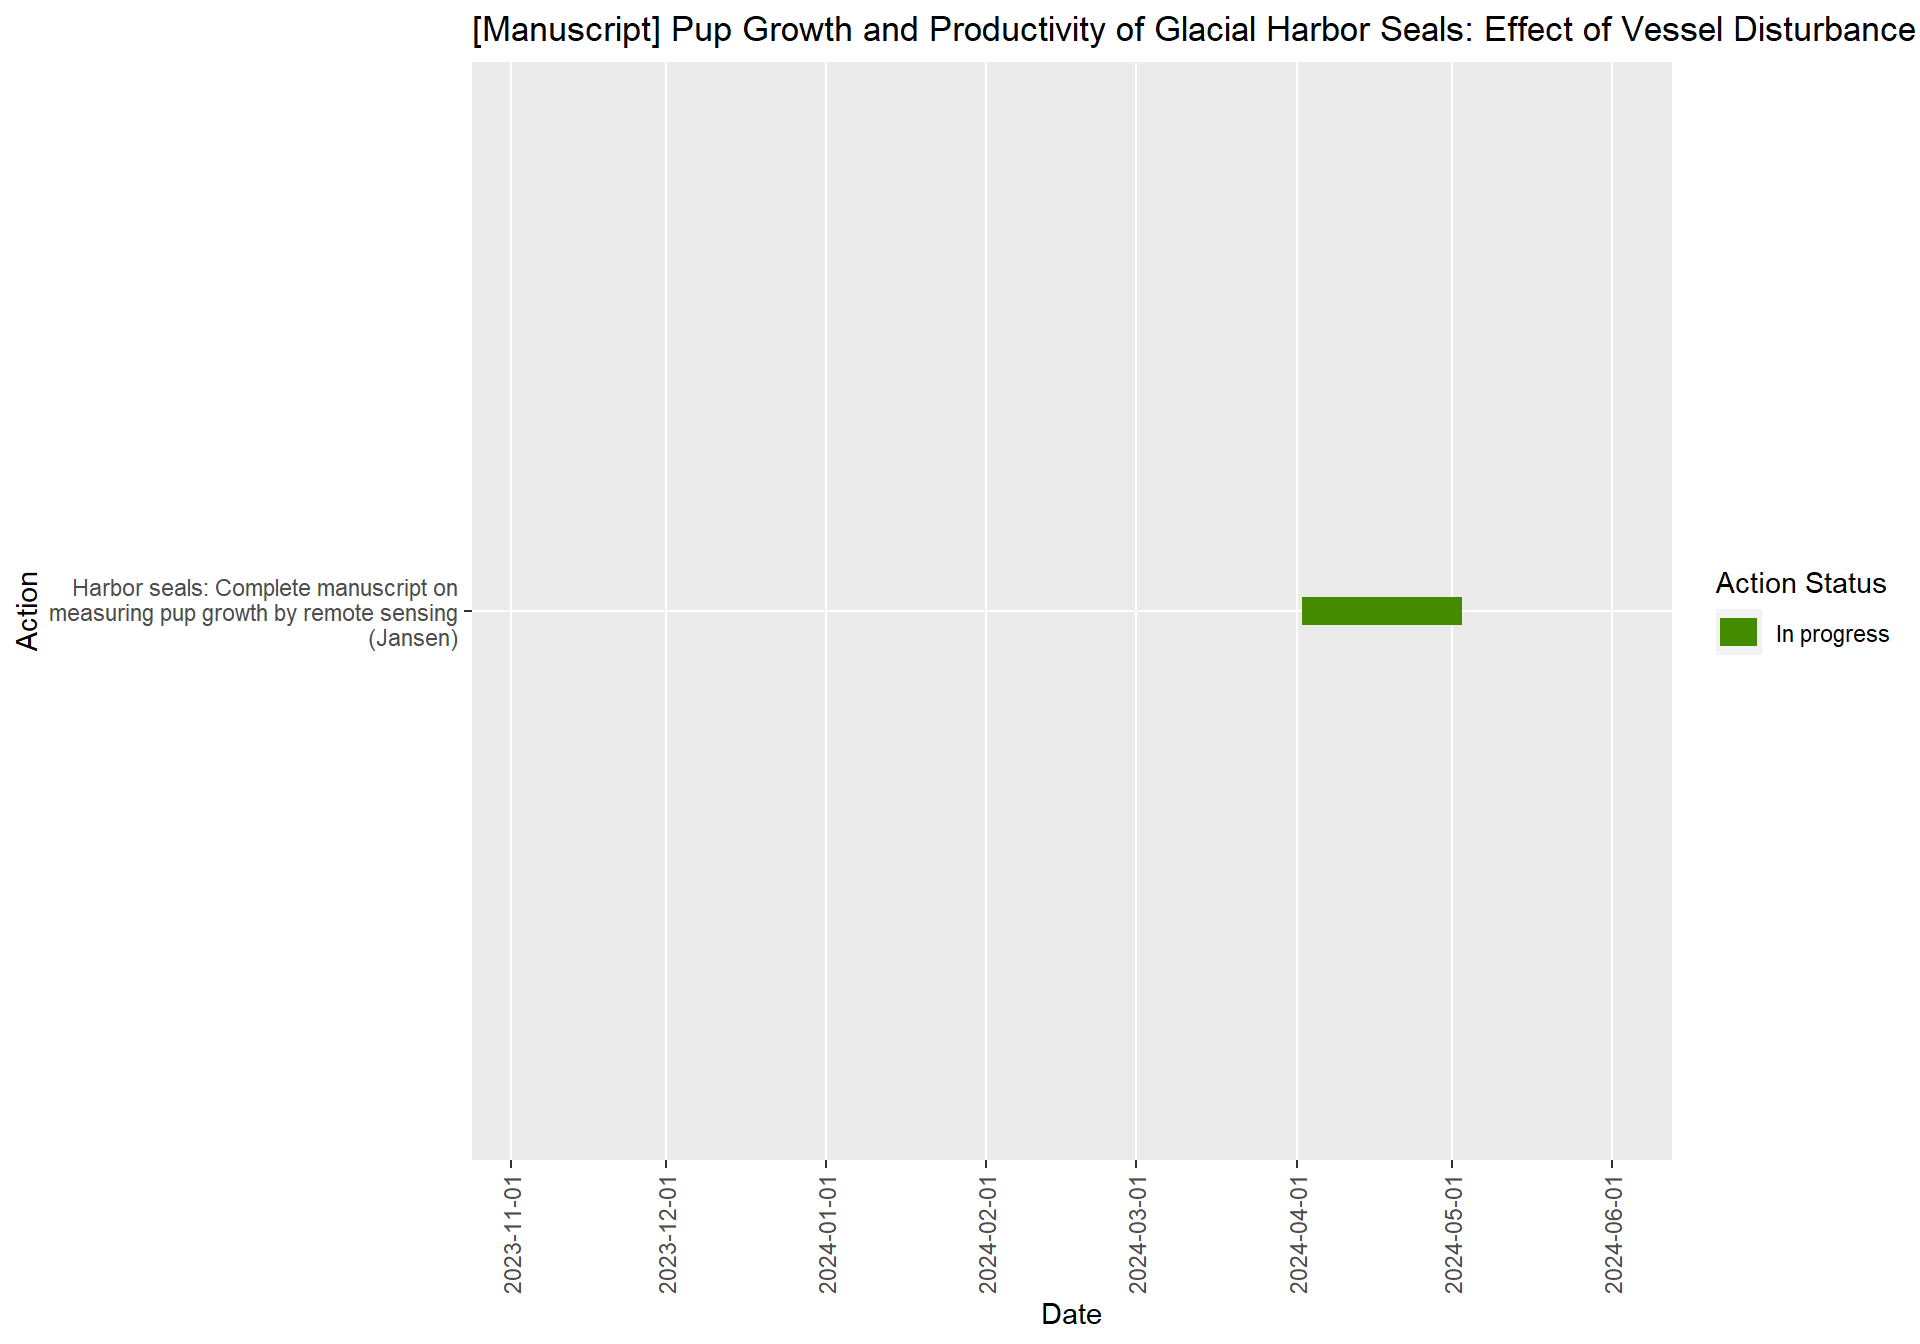 [Manuscript] Pup Growth and Productivity of Glacial Harbor Seals: Effect of Vessel Disturbance
Action
Harbor seals: Complete manuscript on
measuring pup growth by remote sensing
(Jansen)
Action Status
In progress
2023-11-01
2023-12-01
2024-01-01
2024-02-01
2024-03-01
2024-04-01
2024-05-01
2024-06-01
Date